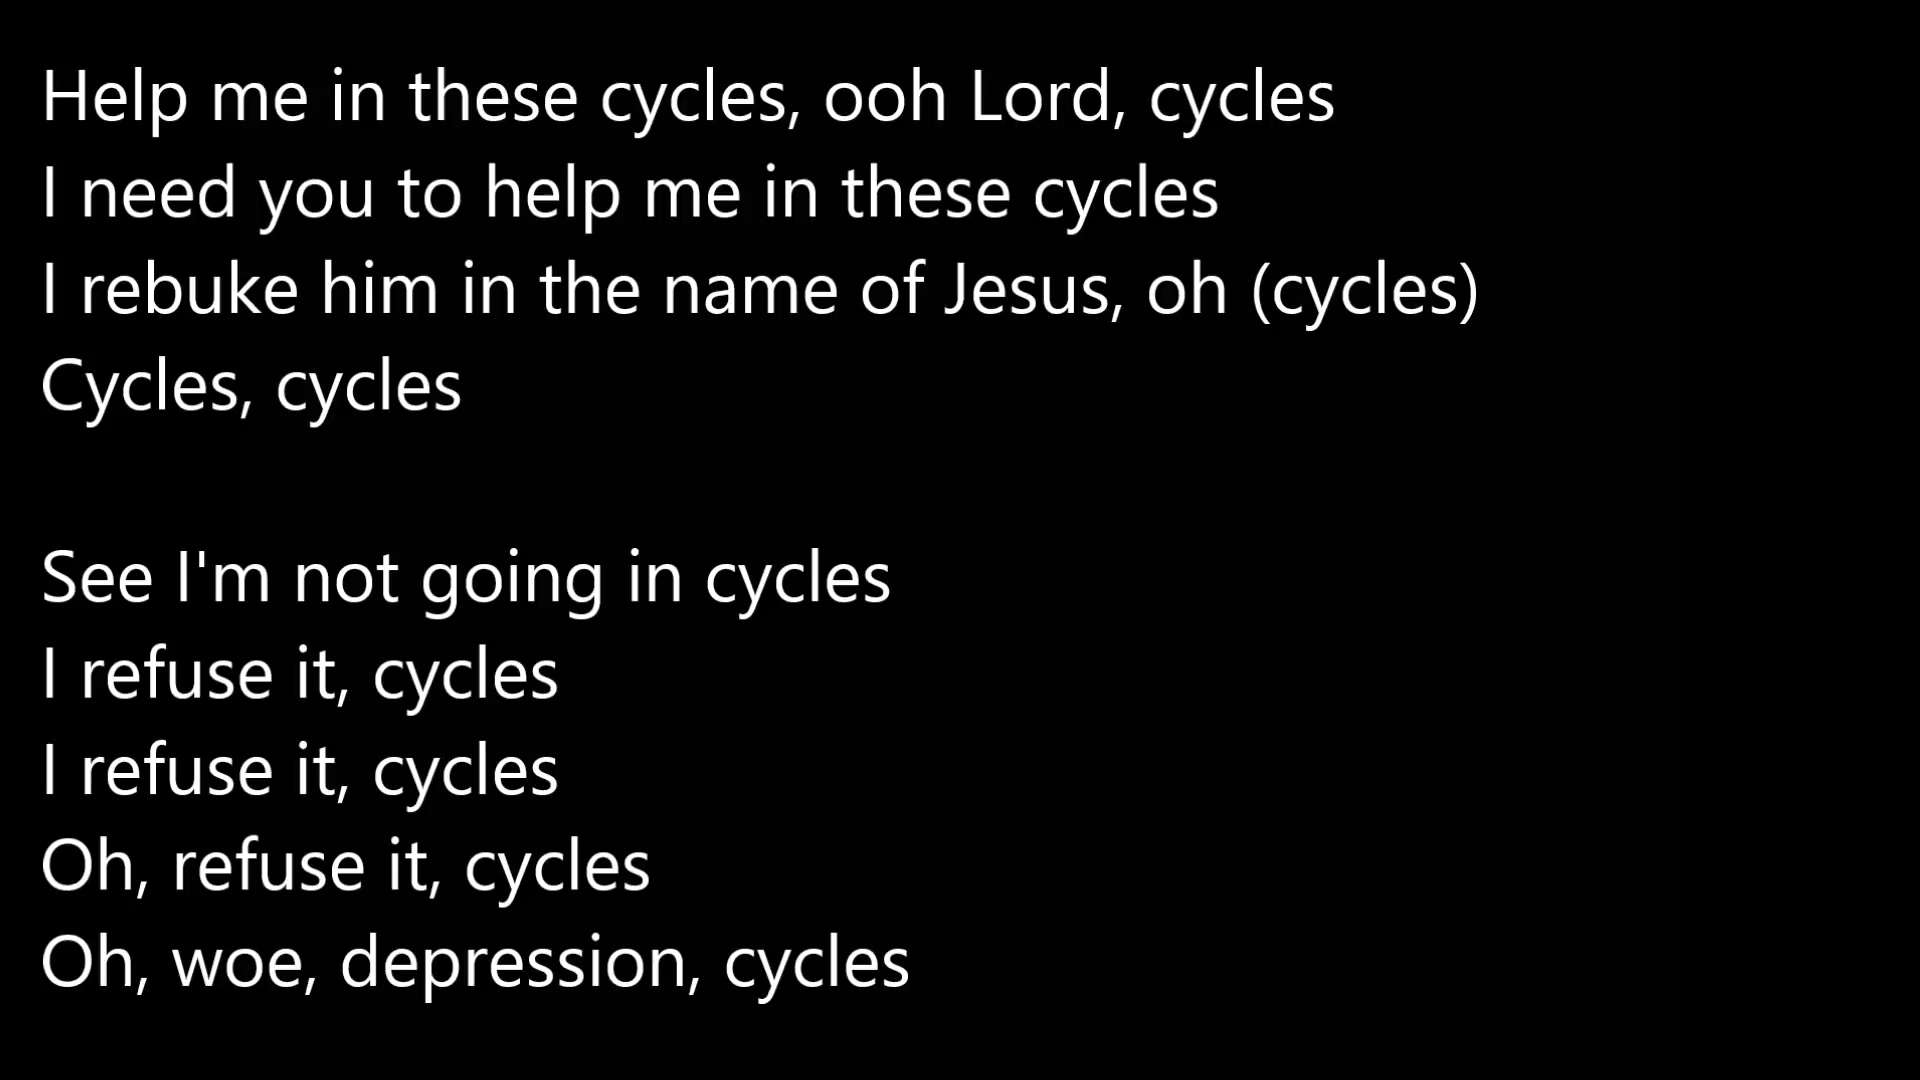 Help me in these cycles, ooh Lord, cycles
I need you to help me in these cycles
I rebuke him in the name of Jesus, oh (cycles)
Cycles, cycles
See I'm not going in cycles
I refuse it, cycles
I refuse it, cycles
Oh, refuse it, cycles
Oh, woe, depression, cycles